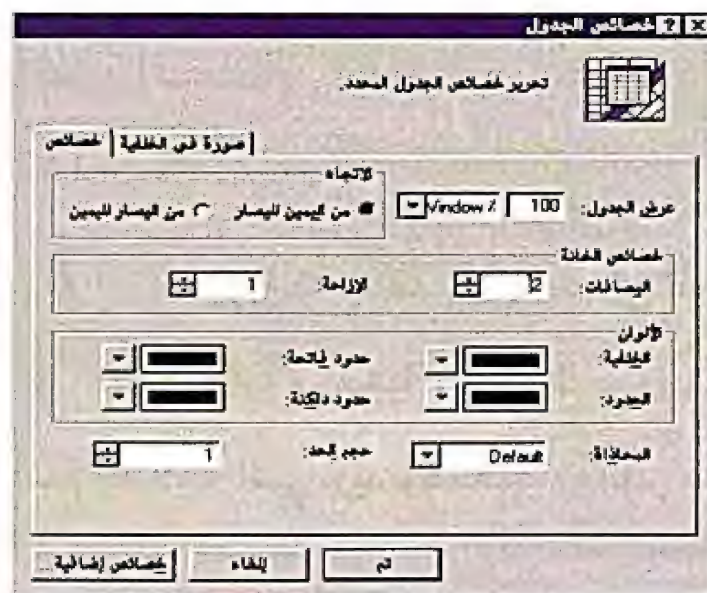 خصائص الجدول
تحرير خصائص الجدول المحدد.
خصائص صورة في الخلفية
عرض الجدول: 100 Window %
الاتجاه
من اليمين لليسار من اليسار لليمين
خصائص الخانة
المسافات: 2 الإزاحة: 1
الألوان
الخلفية: حدود فاتحة:
الحدود: حدود داكنة:
المحاذاة: Default حجم الحد: 1
تم إلغاء خصائص إضافية...